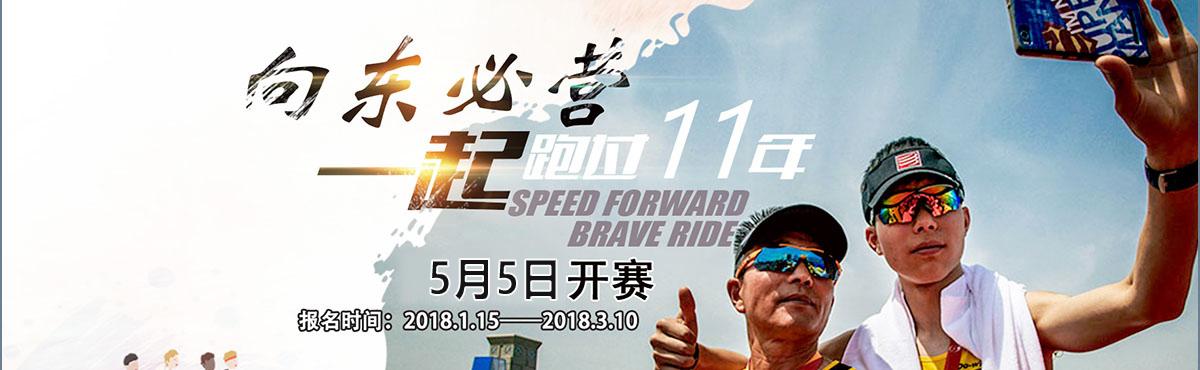 向东必营
一起跑过11年
SPEED FORWARD
BRAVE RIDE
5月5日开赛
报名时间：2018.1.15——2018.3.10